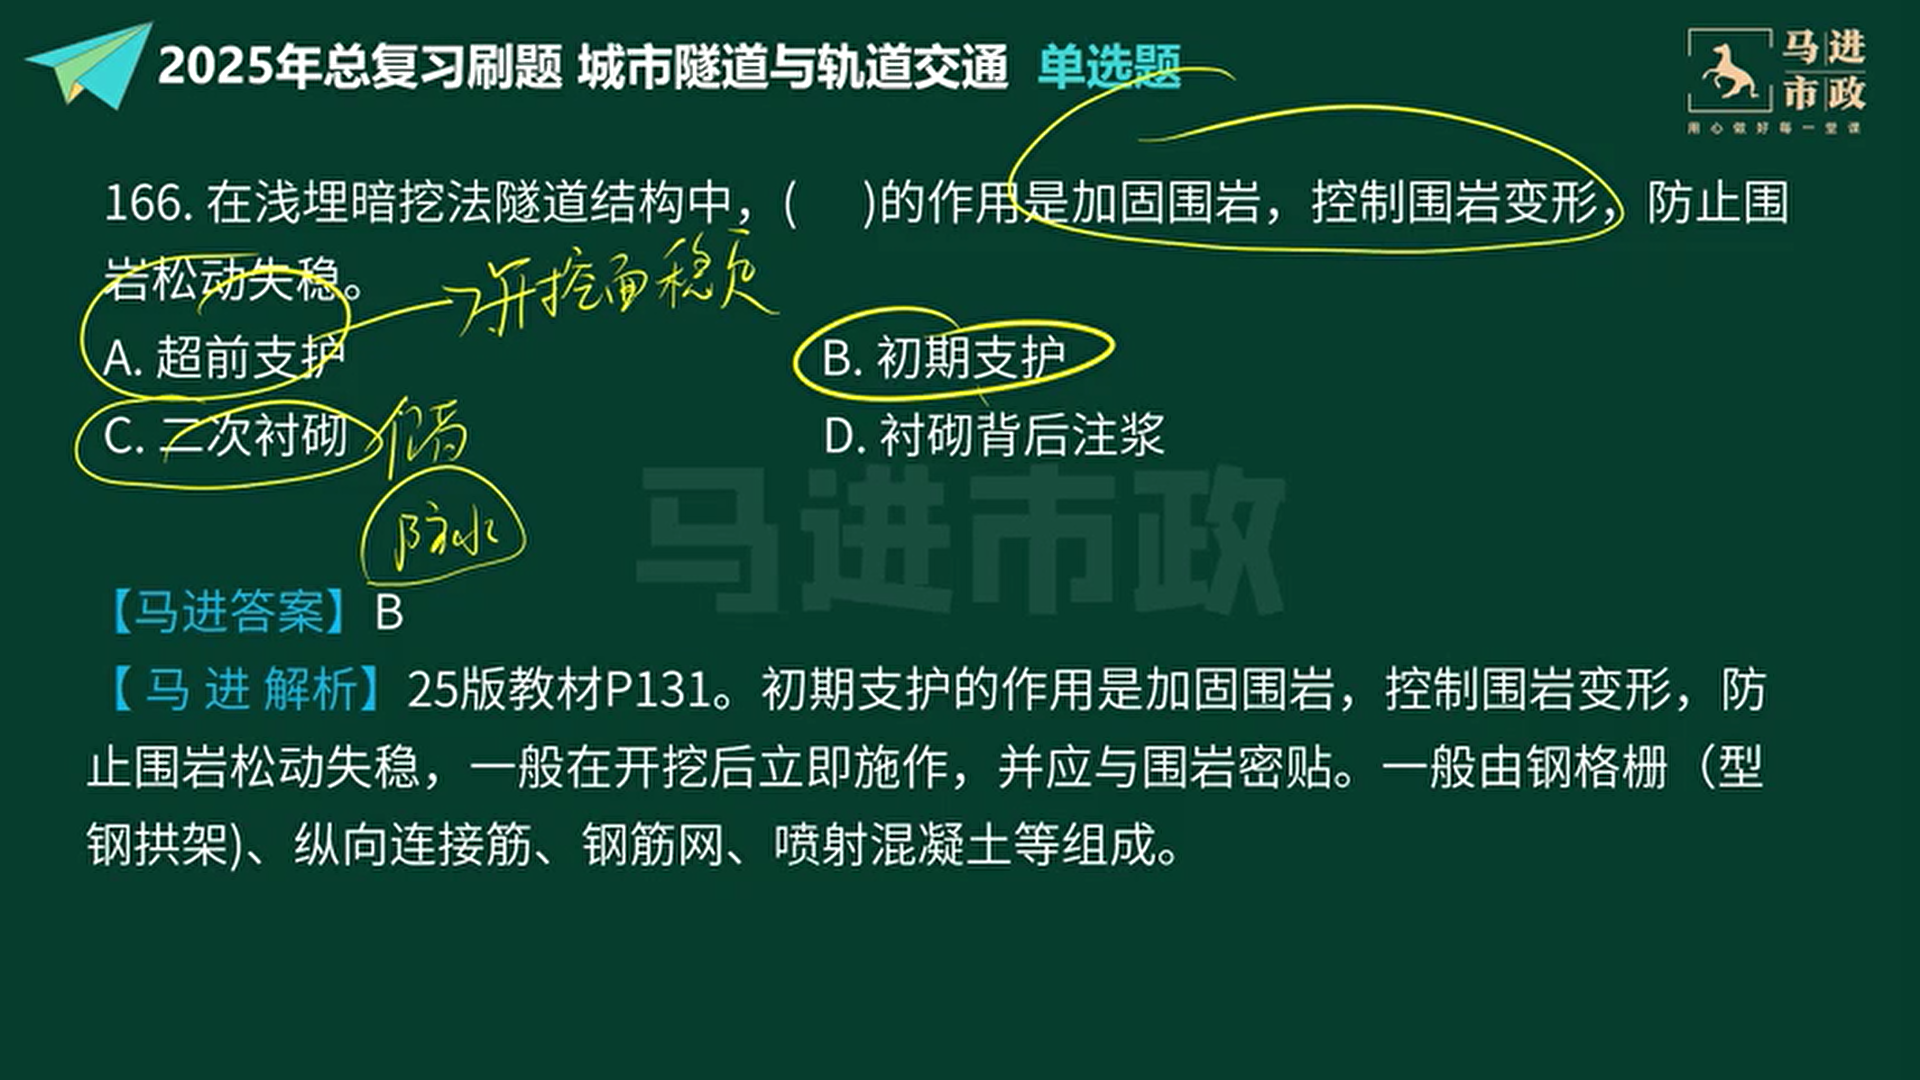 2025年总复习刷题 城市隧道与轨道交通 单选题
马进
市政
用心做好每一堂课
166. 在浅埋暗挖法隧道结构中，(    )的作用是加固围岩，控制围岩变形，防止围
岩松动失稳。
开挖面稳定
A. 超前支护
B. 初期支护
C. 二次衬砌
D. 衬砌背后注浆
防水
马进市政
【马进答案】B
【马进解析】25版教材P131。初期支护的作用是加固围岩，控制围岩变形，防
止围岩松动失稳，一般在开挖后立即施作，并应与围岩密贴。一般由钢格栅（型
钢拱架)、纵向连接筋、钢筋网、喷射混凝土等组成。